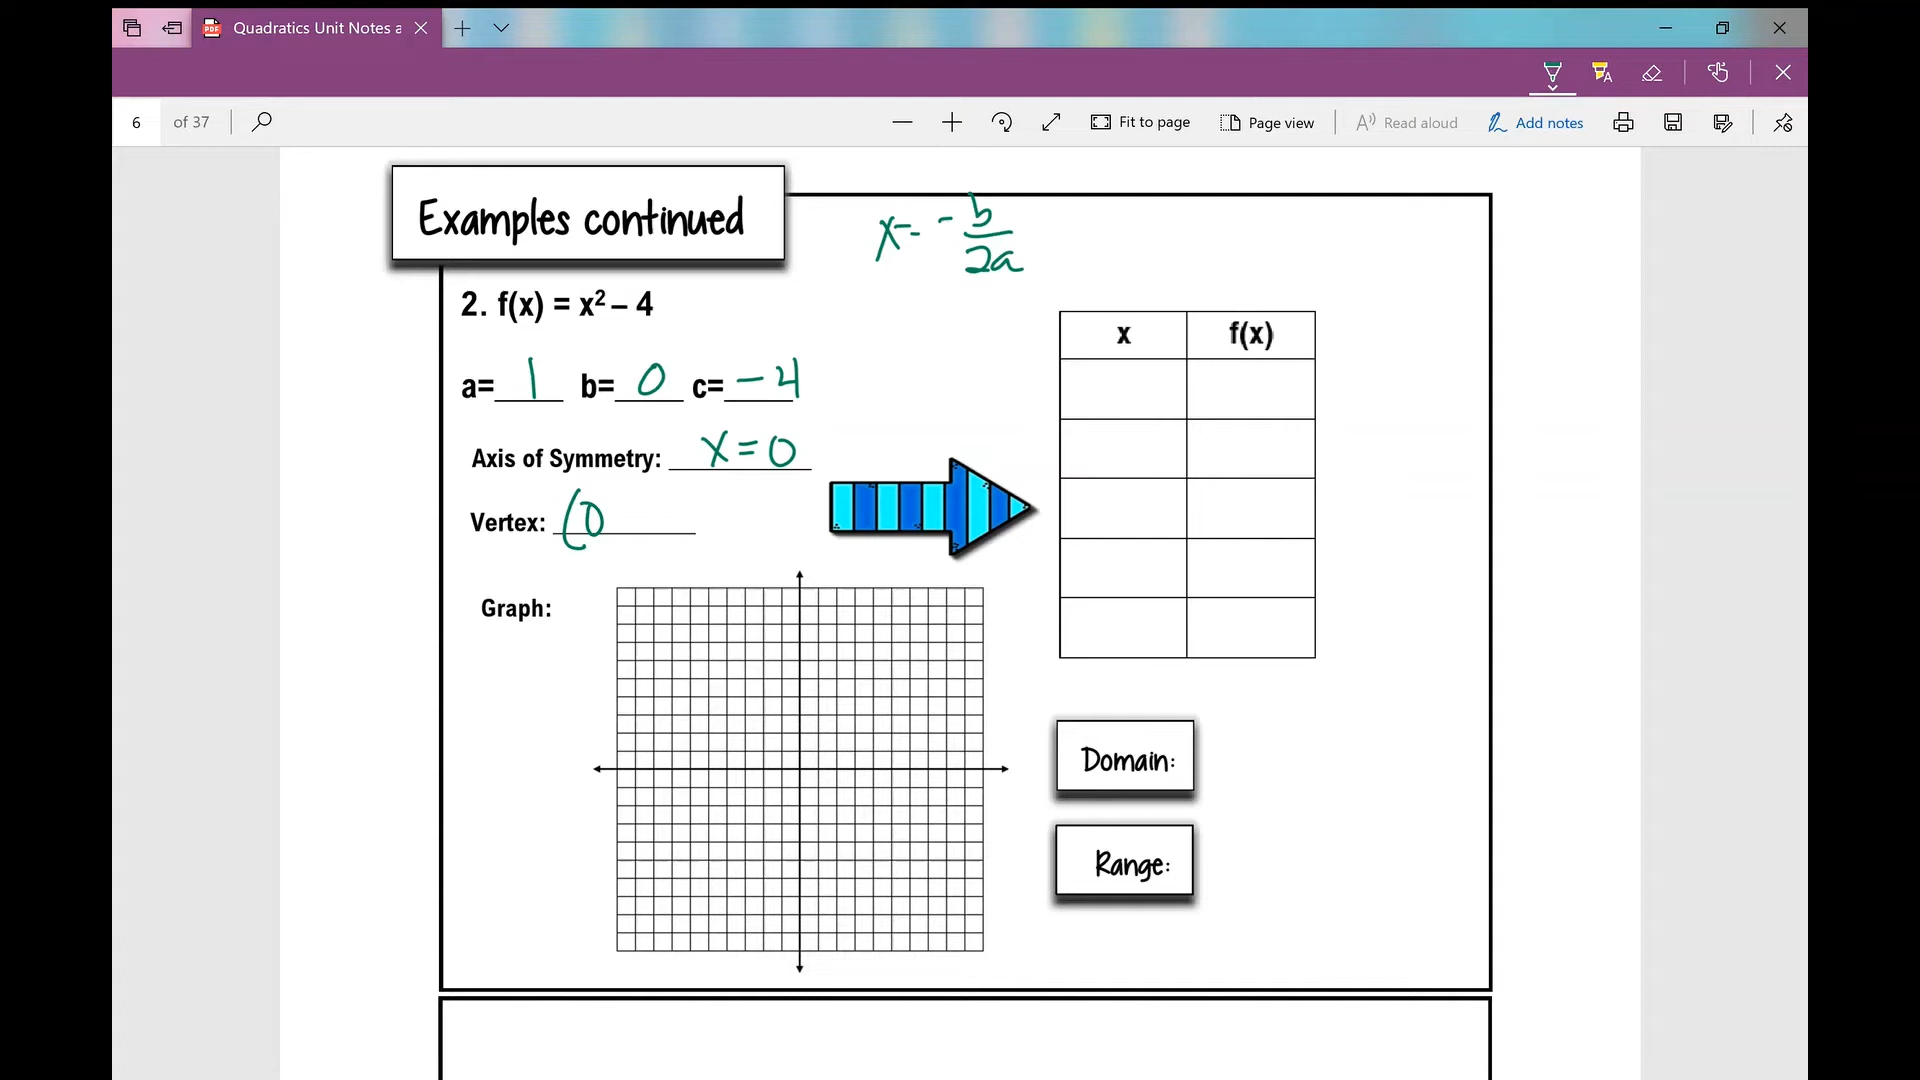 Quadratics Unit Notes a
6 of 37
Fit to page
Page view
Read aloud
Add notes
Examples continued
x = - b/2a
2. f(x) = x² – 4
a= 1 b= 0 c= -4
Axis of Symmetry: x = 0
Vertex: (0
Graph:
x f(x)
Domain:
Range: